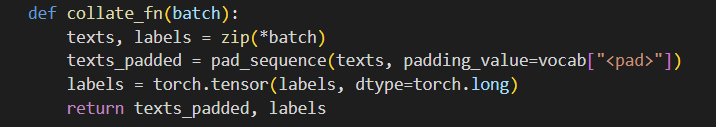 def collate_fn(batch):
    texts, labels = zip(*batch)
    texts_padded = pad_sequence(texts, padding_value=vocab["<pad>"])
    labels = torch.tensor(labels, dtype=torch.long)
    return texts_padded, labels